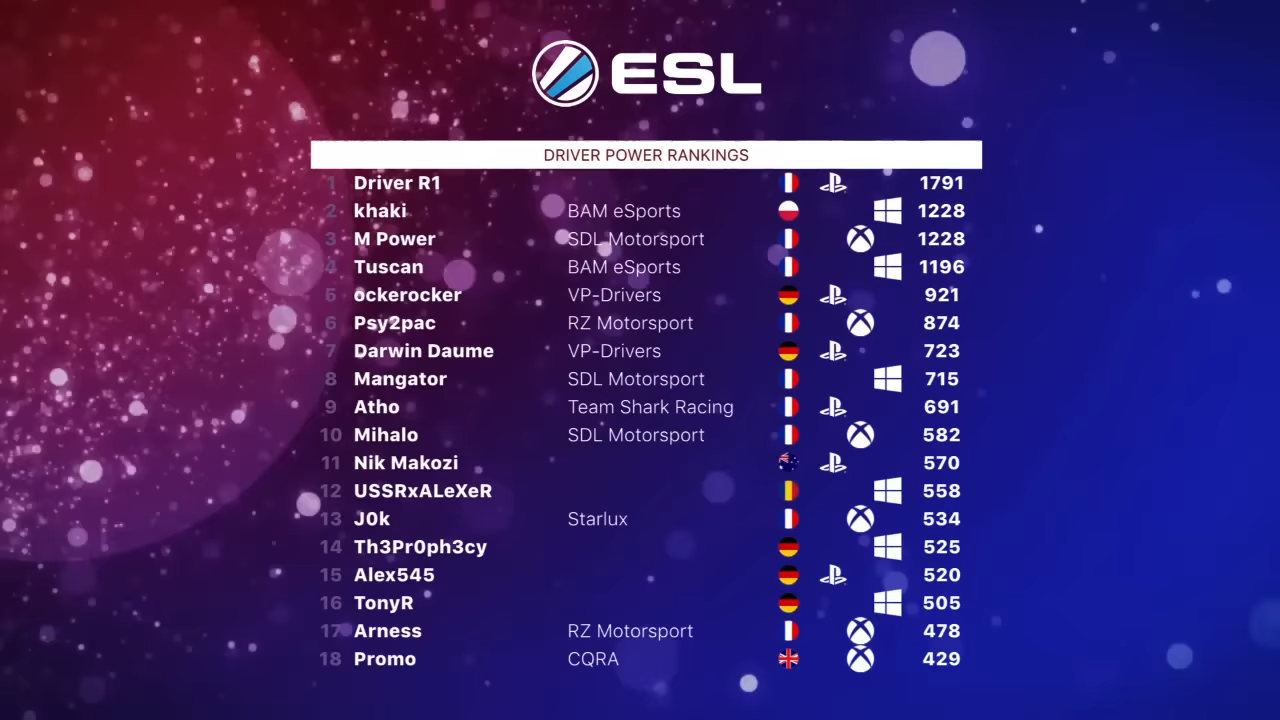 ESL
DRIVER POWER RANKINGS
1 Driver R1 1791
2 khaki BAM eSports 1228
3 M Power SDL Motorsport 1228
4 Tuscan BAM eSports 1196
5 ockerocker VP-Drivers 921
6 Psy2pac RZ Motorsport 874
7 Darwin Daume VP-Drivers 723
8 Mangator SDL Motorsport 715
9 Atho Team Shark Racing 691
10 Mihalo SDL Motorsport 582
11 Nik Makozi 570
12 USSRxALeXeR 558
13 J0k Starlux 534
14 Th3Pr0ph3cy 525
15 Alex545 520
16 TonyR 505
17 Arness RZ Motorsport 478
18 Promo CQRA 429